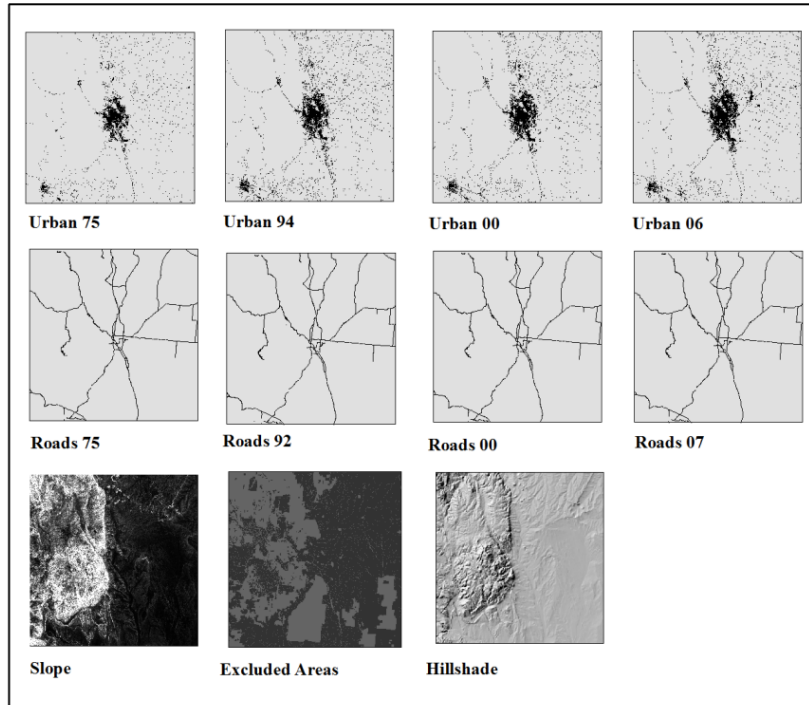 Urban 75
Urban 94
Urban 00
Urban 06
Roads 75
Roads 92
Roads 00
Roads 07
Slope
Excluded Areas
Hillshade